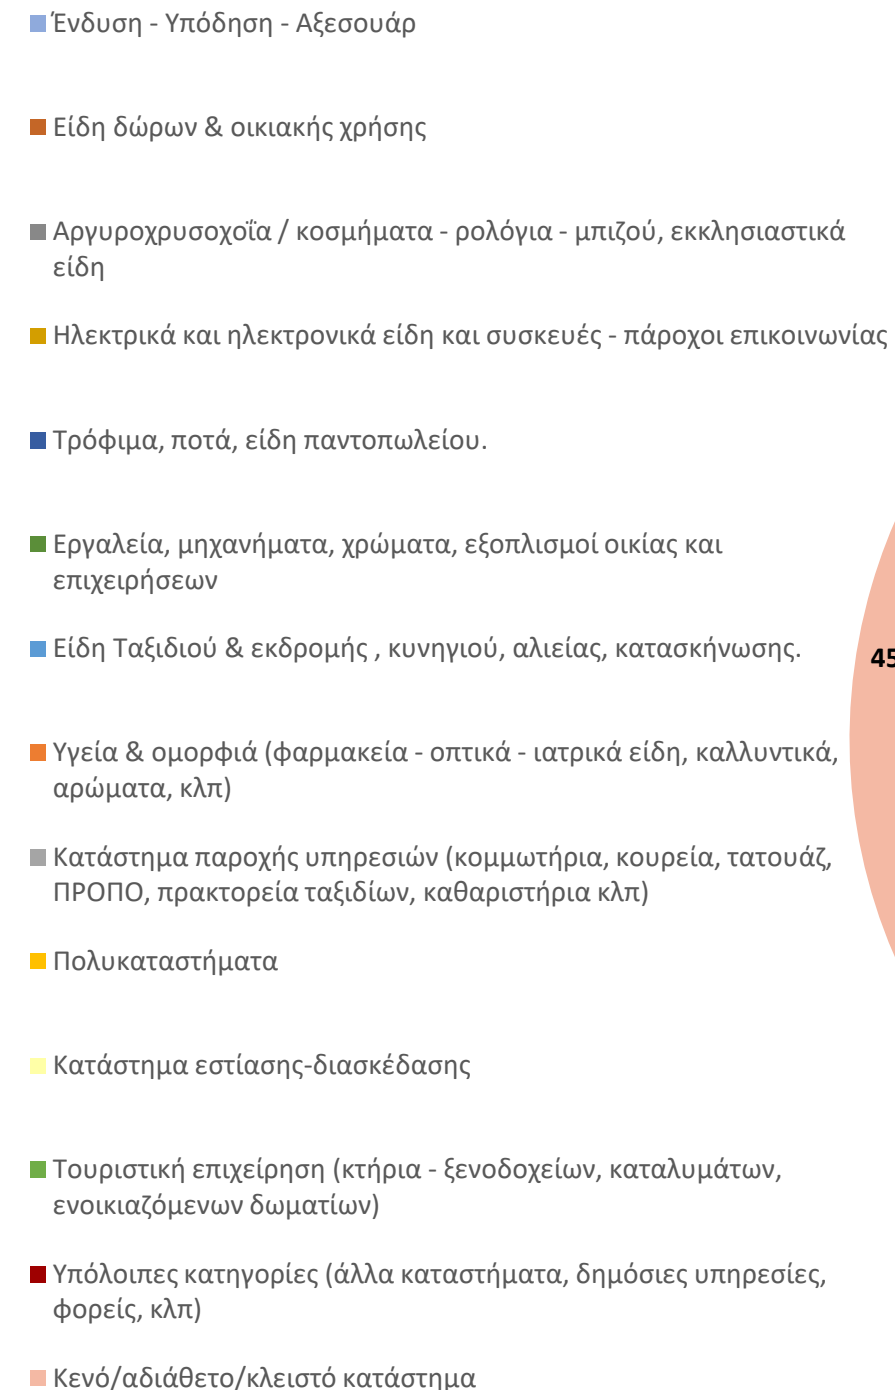 Ένδυση - Υπόδηση - Αξεσουάρ
Είδη δώρων & οικιακής χρήσης
Αργυροχρυσοχοΐα / κοσμήματα - ρολόγια - μπιζού, εκκλησιαστικά
είδη
Ηλεκτρικά και ηλεκτρονικά είδη και συσκευές - πάροχοι επικοινωνίας
Τρόφιμα, ποτά, είδη παντοπωλείου.
Εργαλεία, μηχανήματα, χρώματα, εξοπλισμοί οικίας και
επιχειρήσεων
Είδη Ταξιδιού & εκδρομής , κυνηγιού, αλιείας, κατασκήνωσης.
45
Υγεία & ομορφιά (φαρμακεία - οπτικά - ιατρικά είδη, καλλυντικά,
αρώματα, κλπ)
Κατάστημα παροχής υπηρεσιών (κομμωτήρια, κουρεία, τατουάζ,
ΠΡΟΠΟ, πρακτορεία ταξιδίων, καθαριστήρια κλπ)
Πολυκαταστήματα
Κατάστημα εστίασης-διασκέδασης
Τουριστική επιχείρηση (κτήρια - ξενοδοχείων, καταλυμάτων,
ενοικιαζόμενων δωματίων)
Υπόλοιπες κατηγορίες (άλλα καταστήματα, δημόσιες υπηρεσίες,
φορείς, κλπ)
Κενό/αδιάθετο/κλειστό κατάστημα